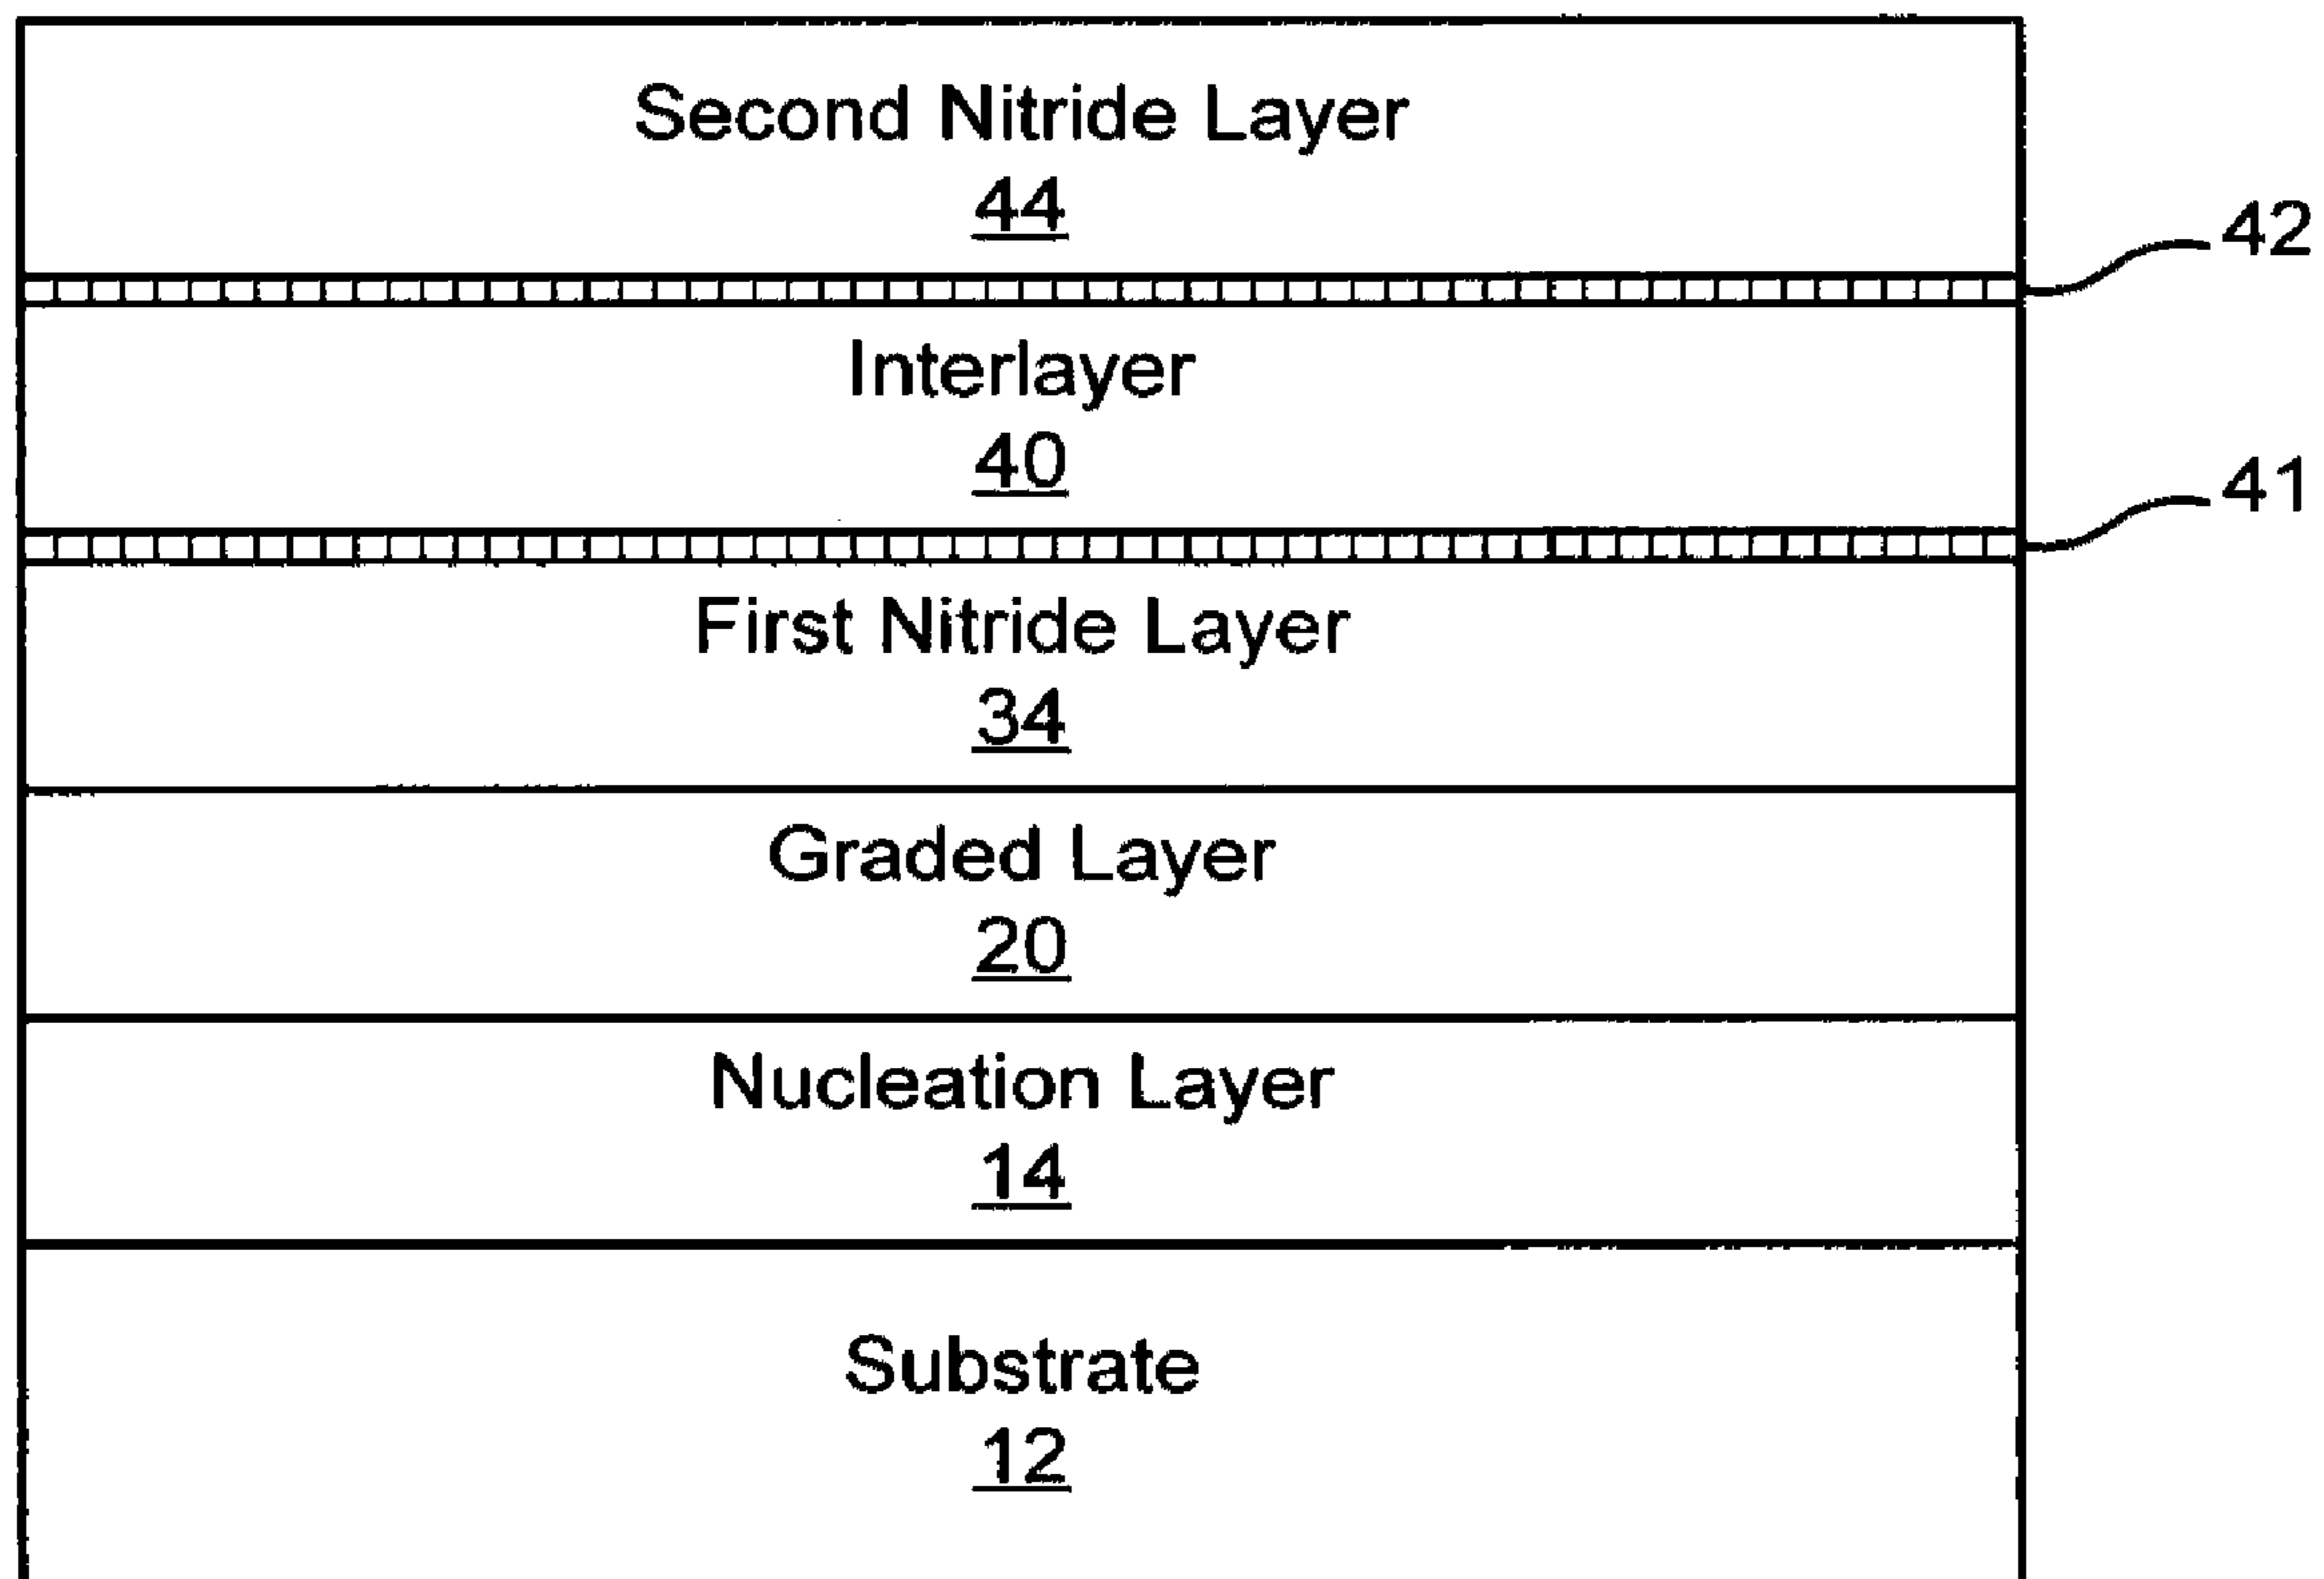 Second Nitride Layer
44
42
Interlayer
40
41
First Nitride Layer
34
Graded Layer
20
Nucleation Layer
14
Substrate
12